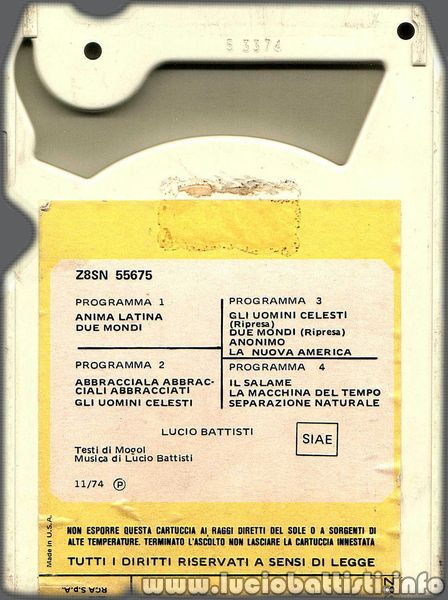 53374
Z8SN 55675
PROGRAMMA 1
ANIMA LATINA
DUE MONDI
PROGRAMMA 2
ABBRACCIALA ABBRAC-
CIALI ABBRACCIATI
GLI UOMINI CELESTI
PROGRAMMA 3
GLI UOMINI CELESTI
(Ripresa)
DUE MONDI (Ripresa)
ANONIMO
LA NUOVA AMERICA
PROGRAMMA 4
IL SALAME
LA MACCHINA DEL TEMPO
SEPARAZIONE NATURALE
LUCIO BATTISTI
SIAE
Testi di Mogol
Musica di Lucio Battisti
11/74 Ⓟ
Made in U.S.A.
NON ESPORRE QUESTA CARTUCCIA AI RAGGI DIRETTI DEL SOLE O A SORGENTI DI
ALTE TEMPERATURE. TERMINATO L'ASCOLTO NON LASCIARE LA CARTUCCIA INNESTATA
TUTTI I DIRITTI RISERVATI A SENSI DI LEGGE
RCA S.p.A.
www.luciobattisti.info